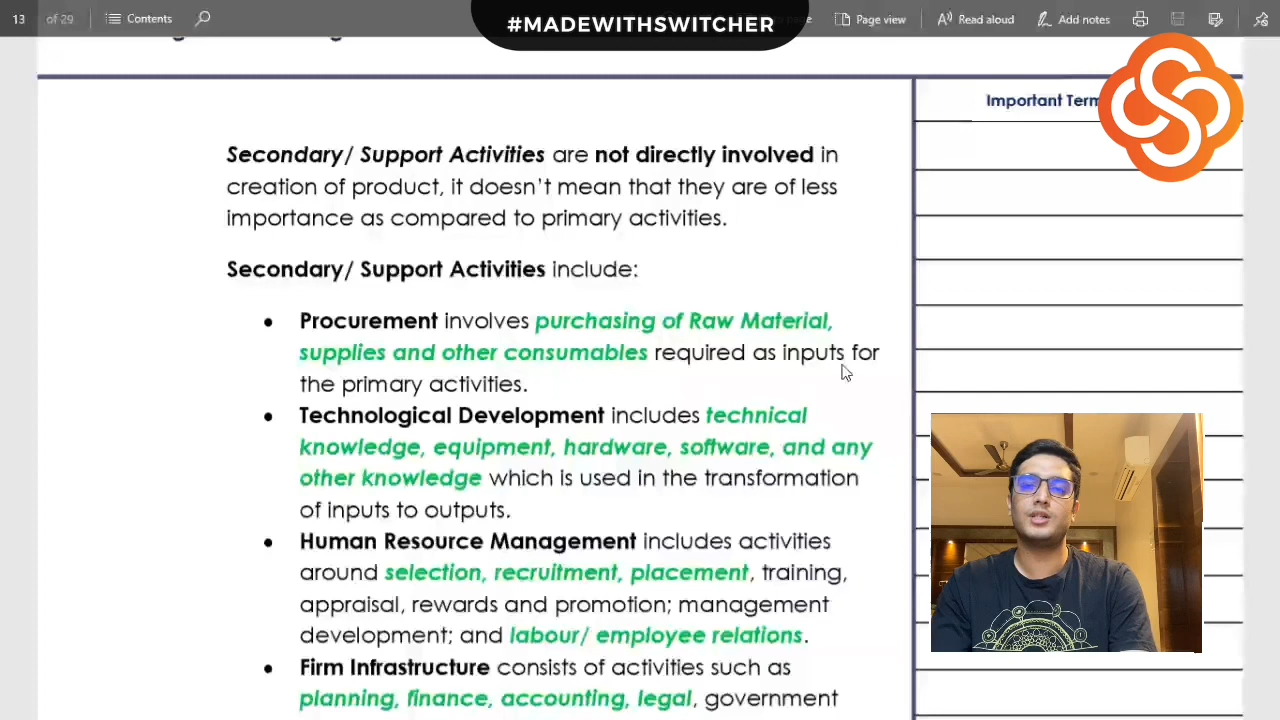 13 of 29 Contents Page view Read aloud Add notes
#MADEWITHSWITCHER
Important Term
Secondary/ Support Activities are not directly involved in
creation of product, it doesn't mean that they are of less
importance as compared to primary activities.
Secondary/ Support Activities include:
• Procurement involves purchasing of Raw Material,
supplies and other consumables required as inputs for
the primary activities.
• Technological Development includes technical
knowledge, equipment, hardware, software, and any
other knowledge which is used in the transformation
of inputs to outputs.
• Human Resource Management includes activities
around selection, recruitment, placement, training,
appraisal, rewards and promotion; management
development; and labour/ employee relations.
• Firm Infrastructure consists of activities such as
planning, finance, accounting, legal, government